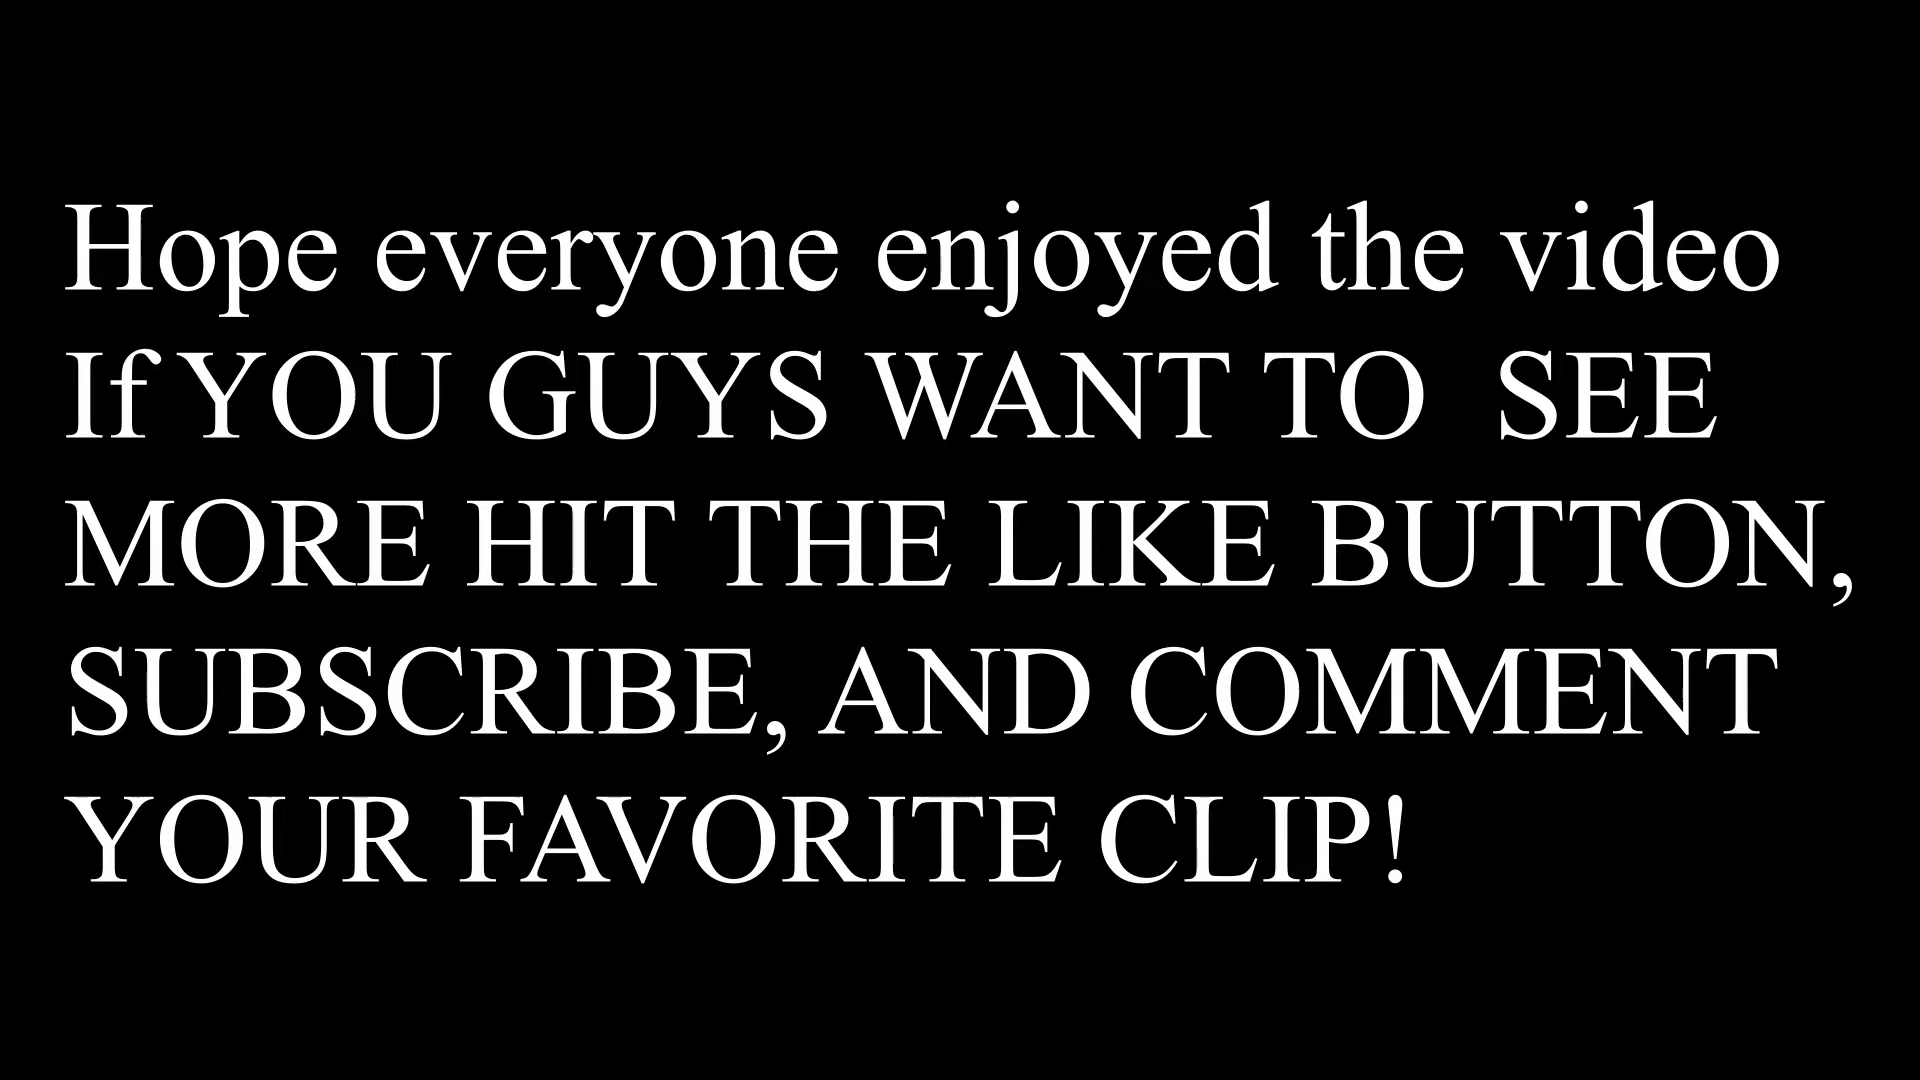 Hope everyone enjoyed the video
If YOU GUYS WANT TO  SEE
MORE HIT THE LIKE BUTTON,
SUBSCRIBE, AND COMMENT
YOUR FAVORITE CLIP!